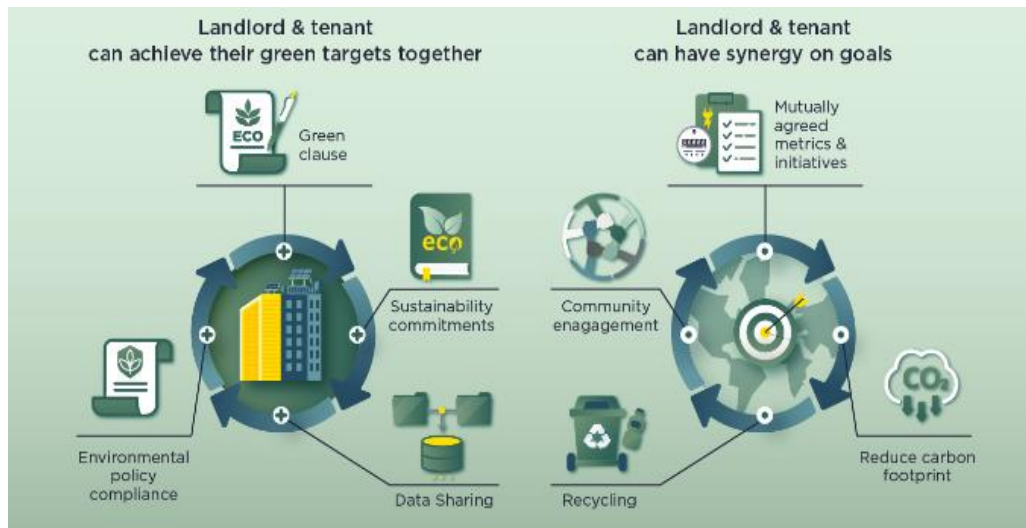 Landlord & tenant
can achieve their green targets together
ECO
Green
clause
eco
Sustainability
commitments
Environmental
policy
compliance
Data Sharing
Landlord & tenant
can have synergy on goals
Mutually
agreed
metrics &
initiatives
Community
enagagement
CO₂
Reduce carbon
footprint
Recycling